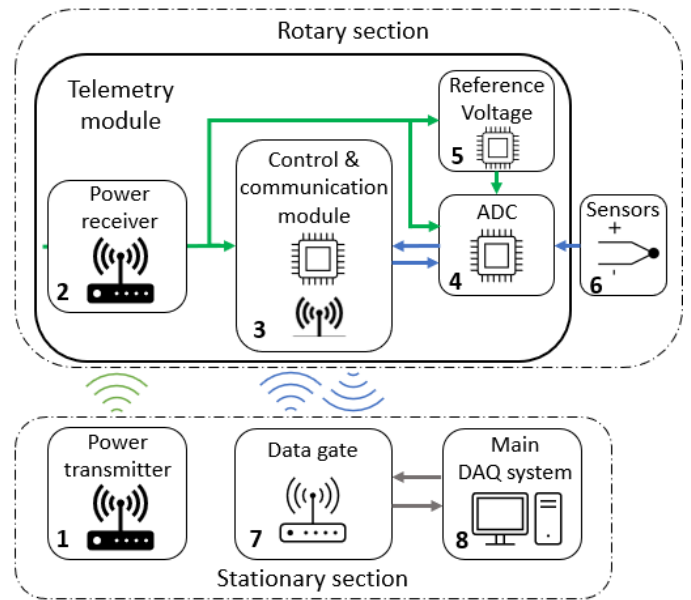 Rotary section
Telemetry
module
Reference
Voltage
5
Control &
communication
module
3
Power
receiver
2
ADC
4
Sensors
+
-
6
Power
transmitter
1
Data gate
7
Main
DAQ system
8
Stationary section